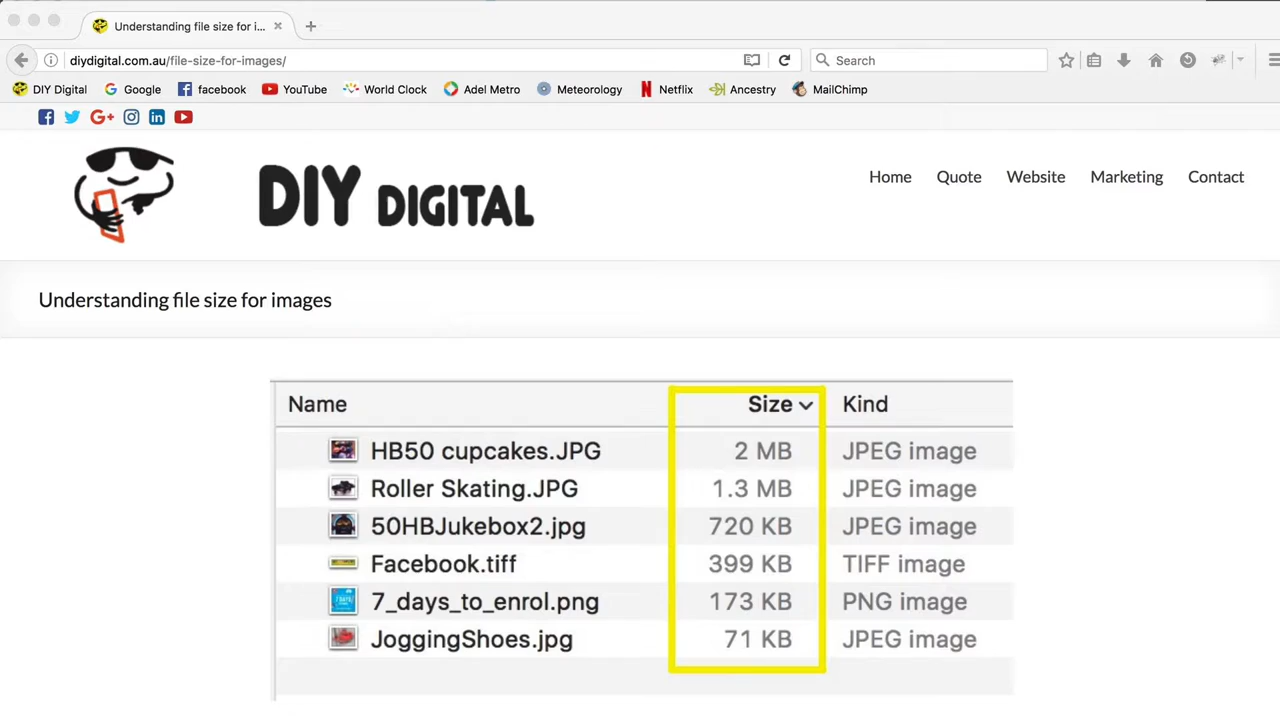 Understanding file size for i...
diydigital.com.au/file-size-for-images/
Search
DIY Digital Google facebook YouTube World Clock Adel Metro Meteorology Netflix Ancestry MailChimp
DIY DIGITAL
Home Quote Website Marketing Contact
Understanding file size for images
Name Size Kind
HB50 cupcakes.JPG 2 MB JPEG image
Roller Skating.JPG 1.3 MB JPEG image
50HBJukebox2.jpg 720 KB JPEG image
Facebook.tiff 399 KB TIFF image
7_days_to_enrol.png 173 KB PNG image
JoggingShoes.jpg 71 KB JPEG image